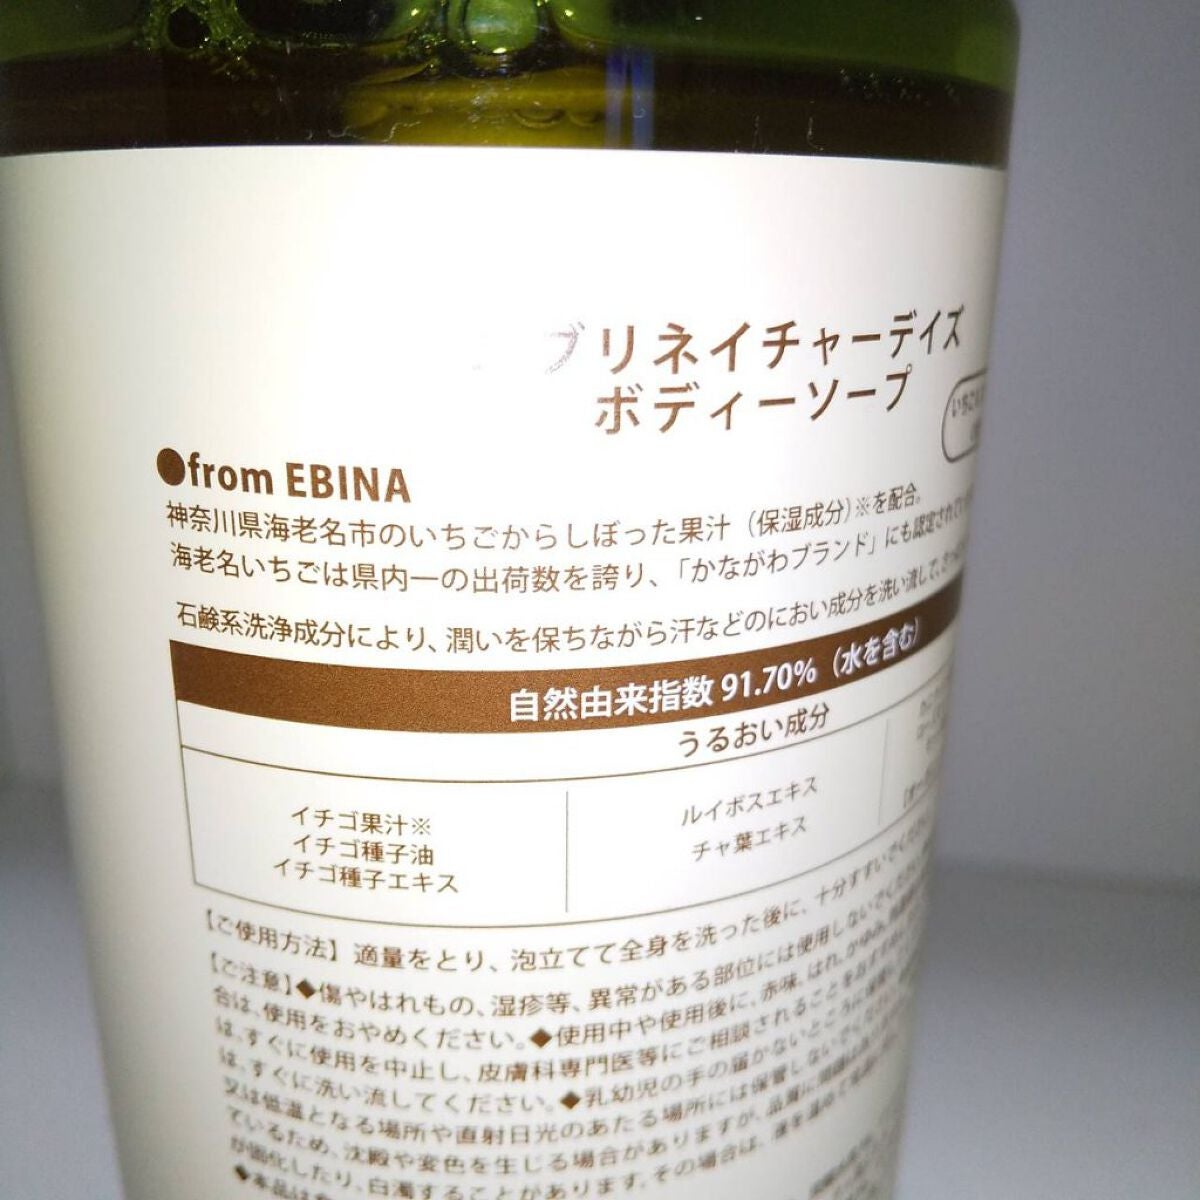 ブリネイチャーデイズ
ボディーソープ
●from EBINA
神奈川県海老名市のいちごからしぼった果汁(保湿成分)※を配合。
海老名いちごは県内一の出荷数を誇り、「かながわブランド」にも認定されてい
石鹸系洗浄成分により、潤いを保ちながら汗などのにおい成分を洗い流して、さっ
自然由来指数 91.70%(水を含む)
うるおい成分
イチゴ果汁※
イチゴ種子油
イチゴ種子エキス
ルイボスエキス
チャ葉エキス
【ご使用方法】適量をとり、泡立てて全身を洗った後に、十分すすいでください
【ご注意】◆傷やはれもの、湿疹等、異常がある部位には使用しないでください
合は、使用をおやめください。◆使用中や使用後に、赤味、はれ、かゆみ、
は、すぐに使用を中止し、皮膚科専門医等にご相談されることをおすすめ
は、すぐに洗い流してください。◆乳幼児の手の届かないところに保管
又は低温となる場所や直射日光のあたる場所には保管しないでください
ているため、沈殿や変色を生じる場合がありますが、品質に問題は
が固化したり、白濁することがあります。その場合は、
◆本品は